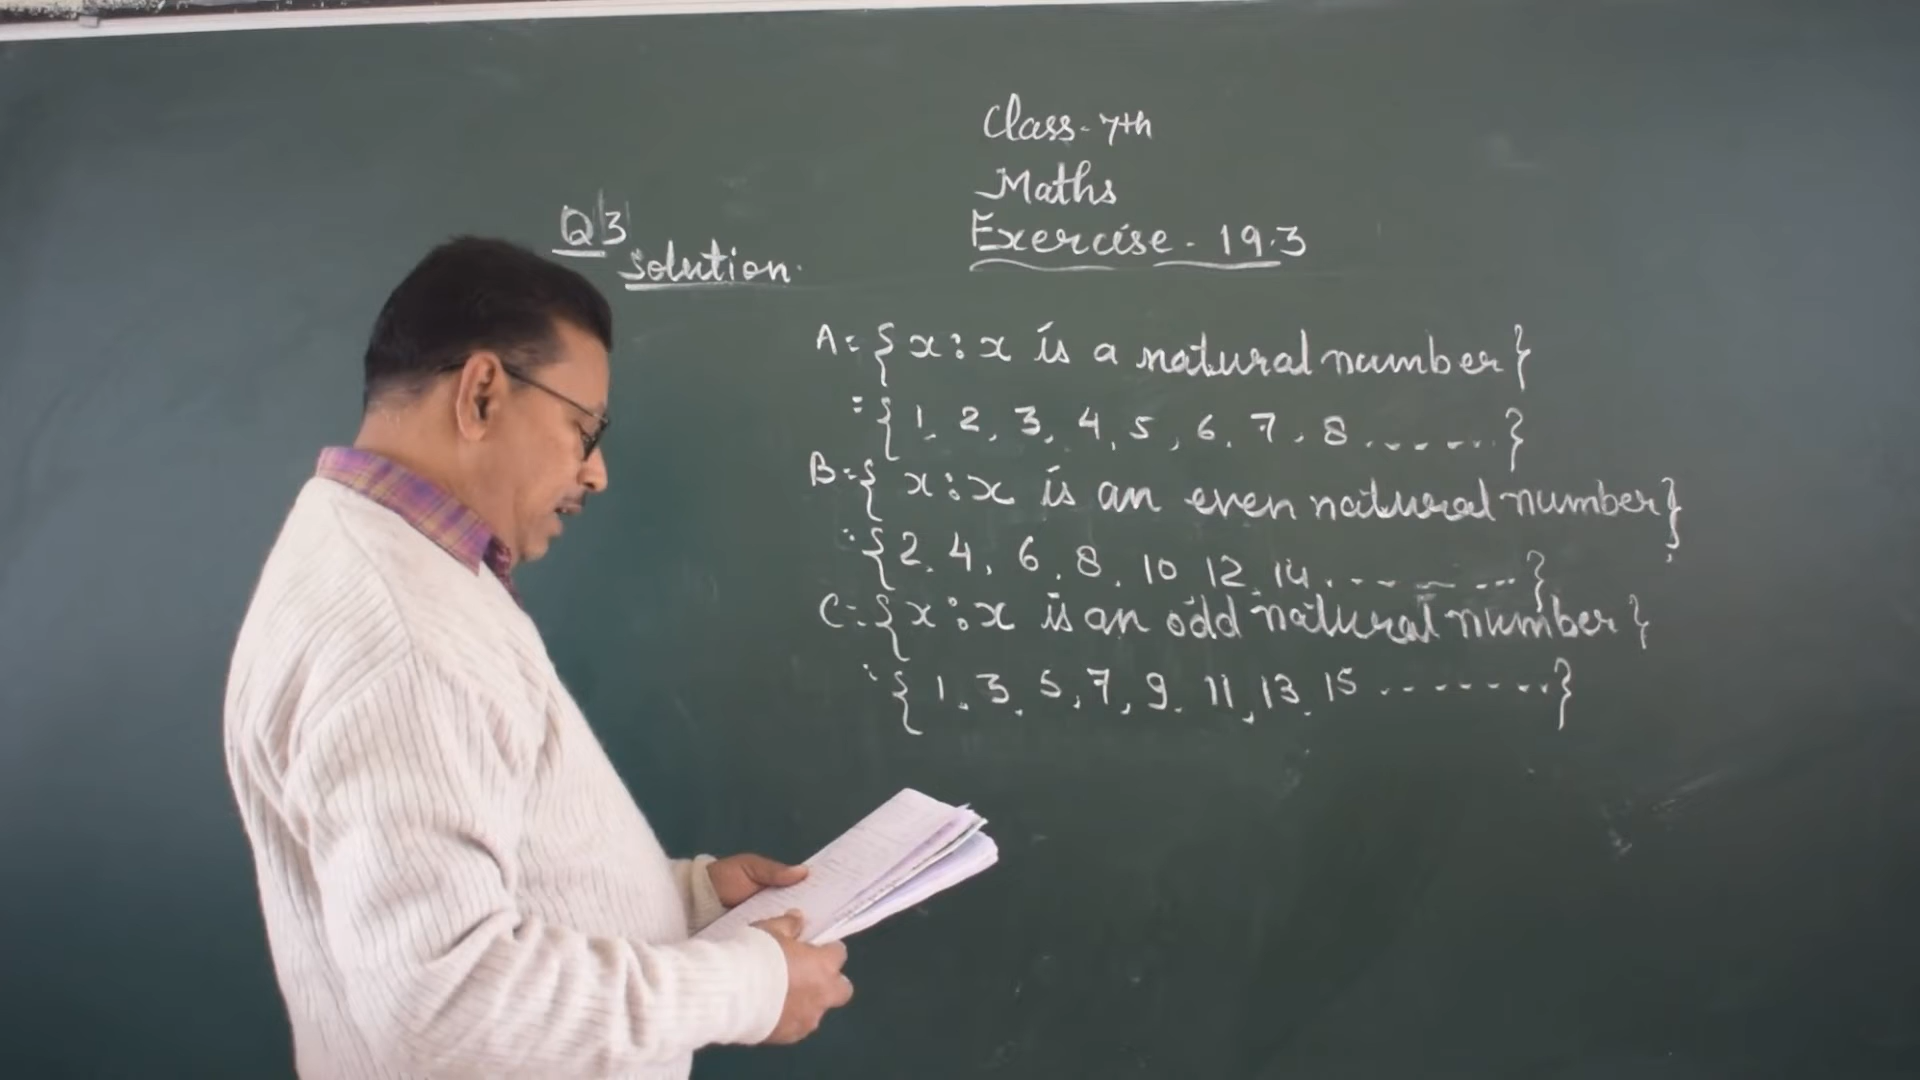 Class-7th
Maths
Exercise-19.3
Q3
solution.
A={x:x is a natural number}
={1, 2, 3, 4, 5, 6, 7, 8.......}
B={x:x is an even natural number};
={2, 4, 6, 8, 10, 12, 14.......}
C={x:x is an odd natural number}
={1, 3, 5, 7, 9, 11, 13, 15.........}